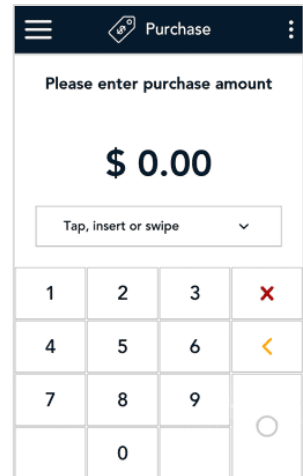 Purchase
Please enter purchase amount
$ 0.00
Tap, insert or swipe
1 2 3
4 5 6
7 8 9
0